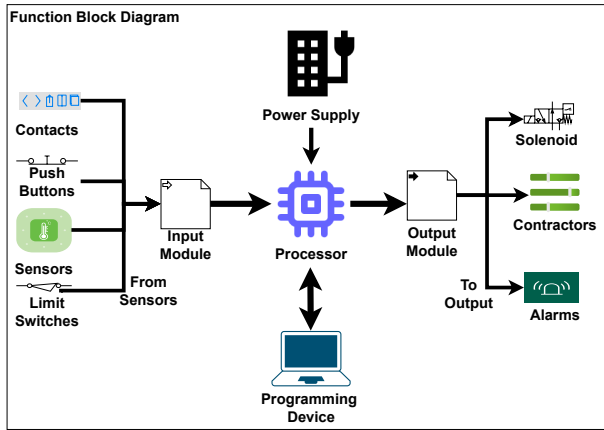 Function Block Diagram
Power Supply
Contacts
Push
Buttons
Sensors
Limit
Switches
From
Sensors
Input
Module
Processor
Programming
Device
Output
Module
To
Output
Solenoid
Contractors
Alarms